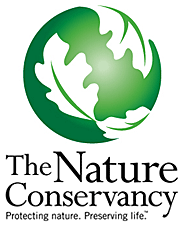 The Nature
Conservancy
Protecting nature. Preserving life.™